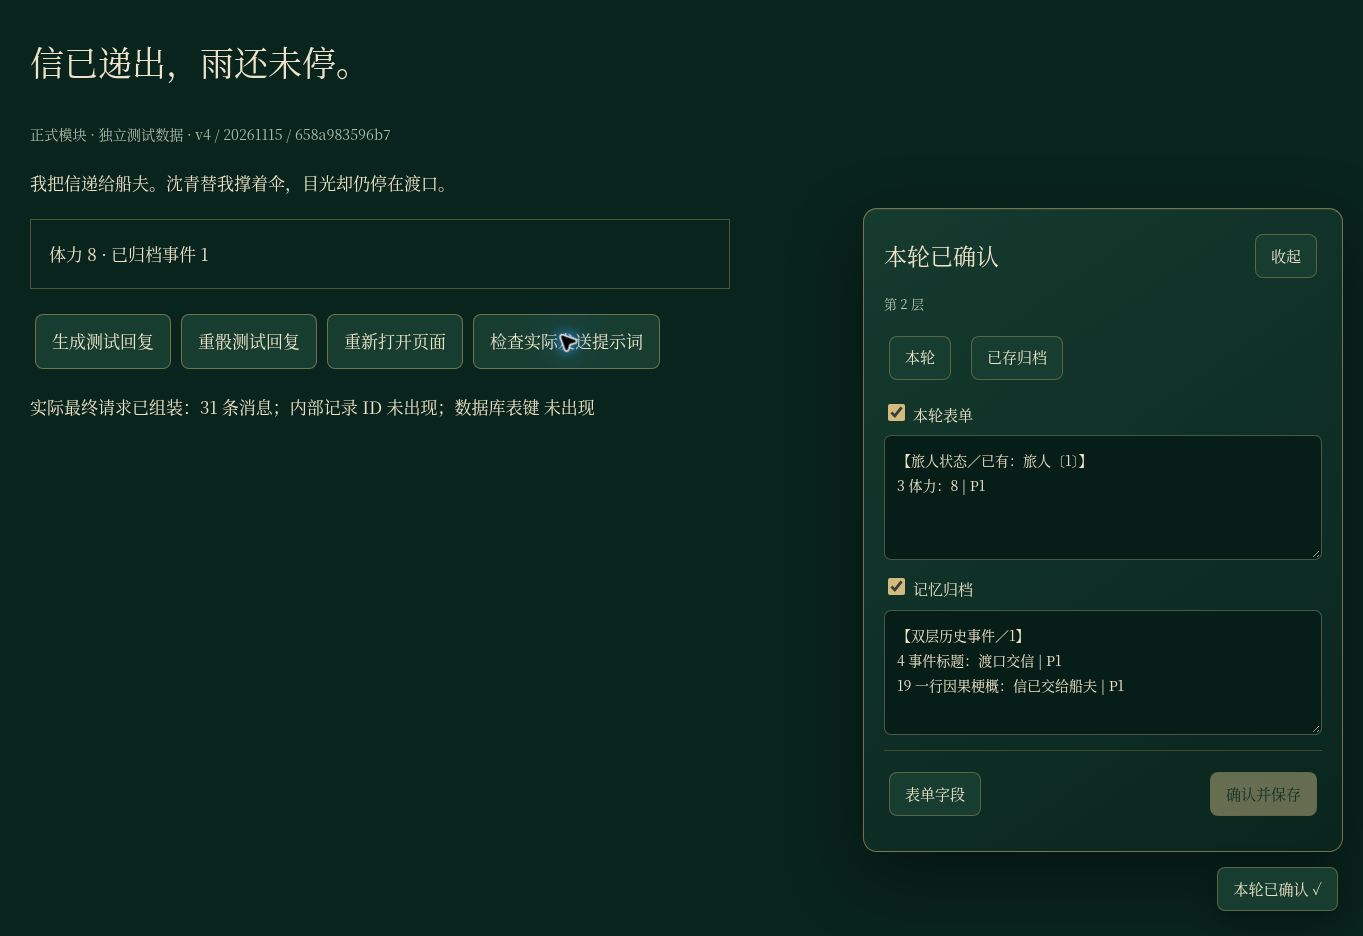 信已递出，雨还未停。
正式模块 · 独立测试数据 · v4 / 20261115 / 658a983596b7
我把信递给船夫。沈青替我撑着伞，目光却仍停在渡口。
体力 8 · 已归档事件 1
生成测试回复
重骰测试回复
重新打开页面
检查实际 送提示词
实际最终请求已组装：31 条消息；内部记录 ID 未出现；数据库表键 未出现
本轮已确认
收起
第 2 层
本轮
已存归档
本轮表单
【旅人状态／已有：旅人〔1〕】
3 体力：8 | P1
记忆归档
【双层历史事件／1】
4 事件标题：渡口交信 | P1
19 一行因果梗概：信已交给船夫 | P1
表单字段
确认并保存
本轮已确认 ✓